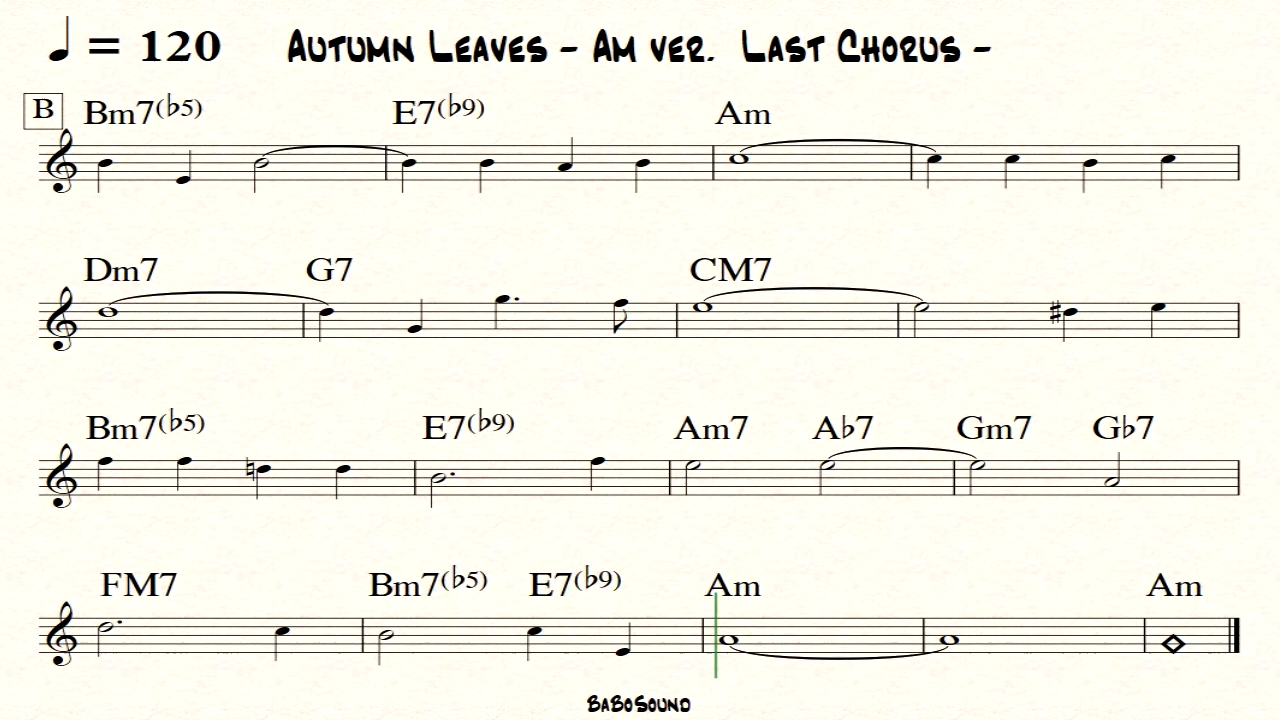 ♩ = 120 Autumn Leaves - Am ver. Last Chorus -
B Bm7(♭5) E7(♭9) Am
Dm7 G7 CM7
Bm7(♭5) E7(♭9) Am7 A♭7 Gm7 G♭7
FM7 Bm7(♭5) E7(♭9) Am Am
BaBoSound